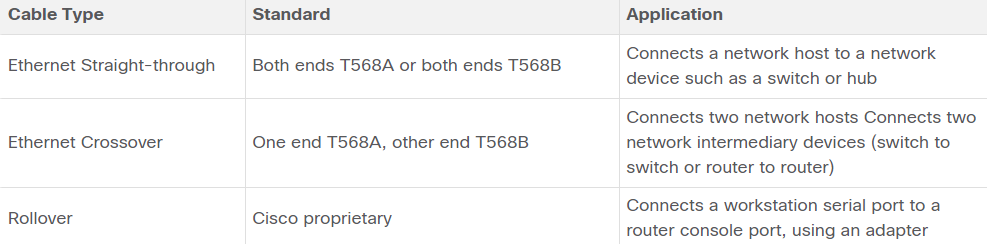 Cable Type Standard Application
Ethernet Straight-through Both ends T568A or both ends T568B Connects a network host to a network
device such as a switch or hub
Ethernet Crossover One end T568A, other end T568B Connects two network hosts Connects two
network intermediary devices (switch to
switch or router to router)
Rollover Cisco proprietary Connects a workstation serial port to a
router console port, using an adapter